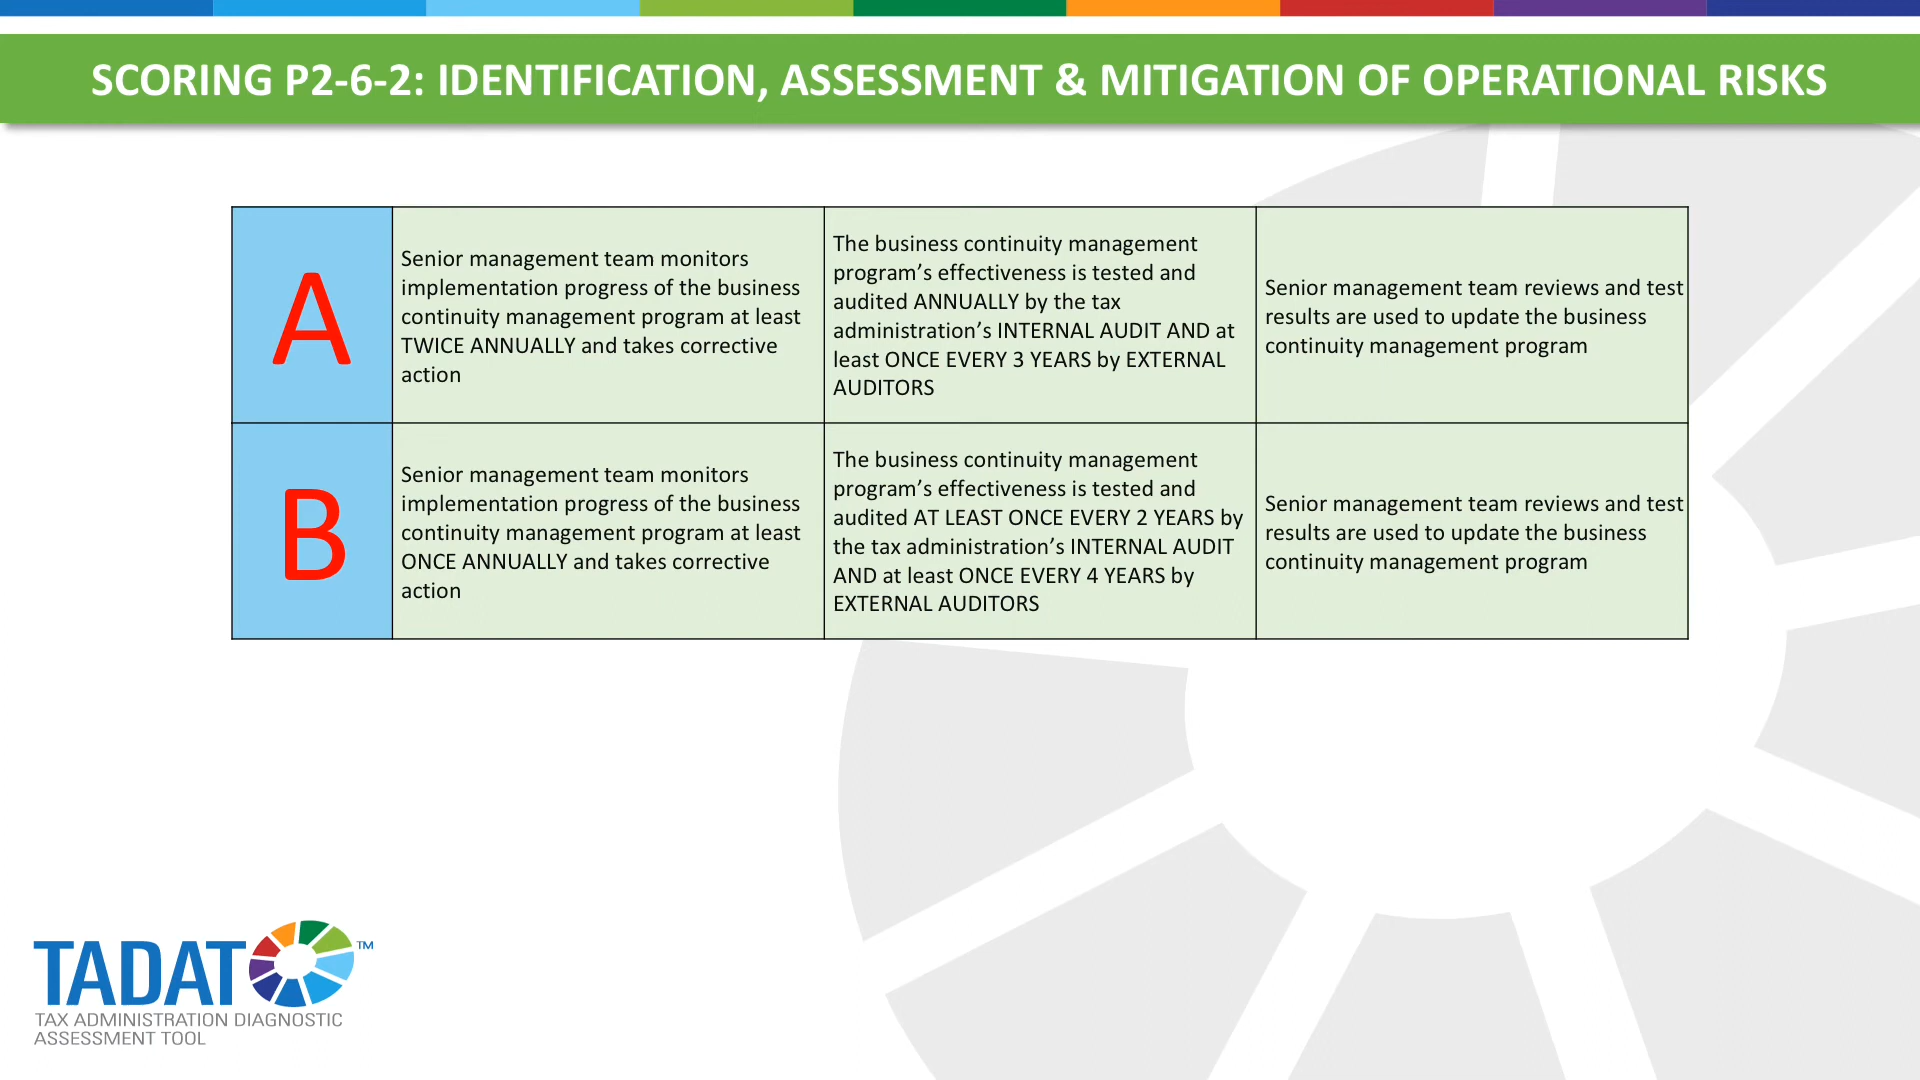 SCORING P2-6-2: IDENTIFICATION, ASSESSMENT & MITIGATION OF OPERATIONAL RISKS
A
Senior management team monitors
implementation progress of the business
continuity management program at least
TWICE ANNUALLY and takes corrective
action
The business continuity management
program’s effectiveness is tested and
audited ANNUALLY by the tax
administration’s INTERNAL AUDIT AND at
least ONCE EVERY 3 YEARS by EXTERNAL
AUDITORS
Senior management team reviews and test
results are used to update the business
continuity management program
B
Senior management team monitors
implementation progress of the business
continuity management program at least
ONCE ANNUALLY and takes corrective
action
The business continuity management
program’s effectiveness is tested and
audited AT LEAST ONCE EVERY 2 YEARS by
the tax administration’s INTERNAL AUDIT
AND at least ONCE EVERY 4 YEARS by
EXTERNAL AUDITORS
Senior management team reviews and test
results are used to update the business
continuity management program
TADAT TM
TAX ADMINISTRATION DIAGNOSTIC
ASSESSMENT TOOL